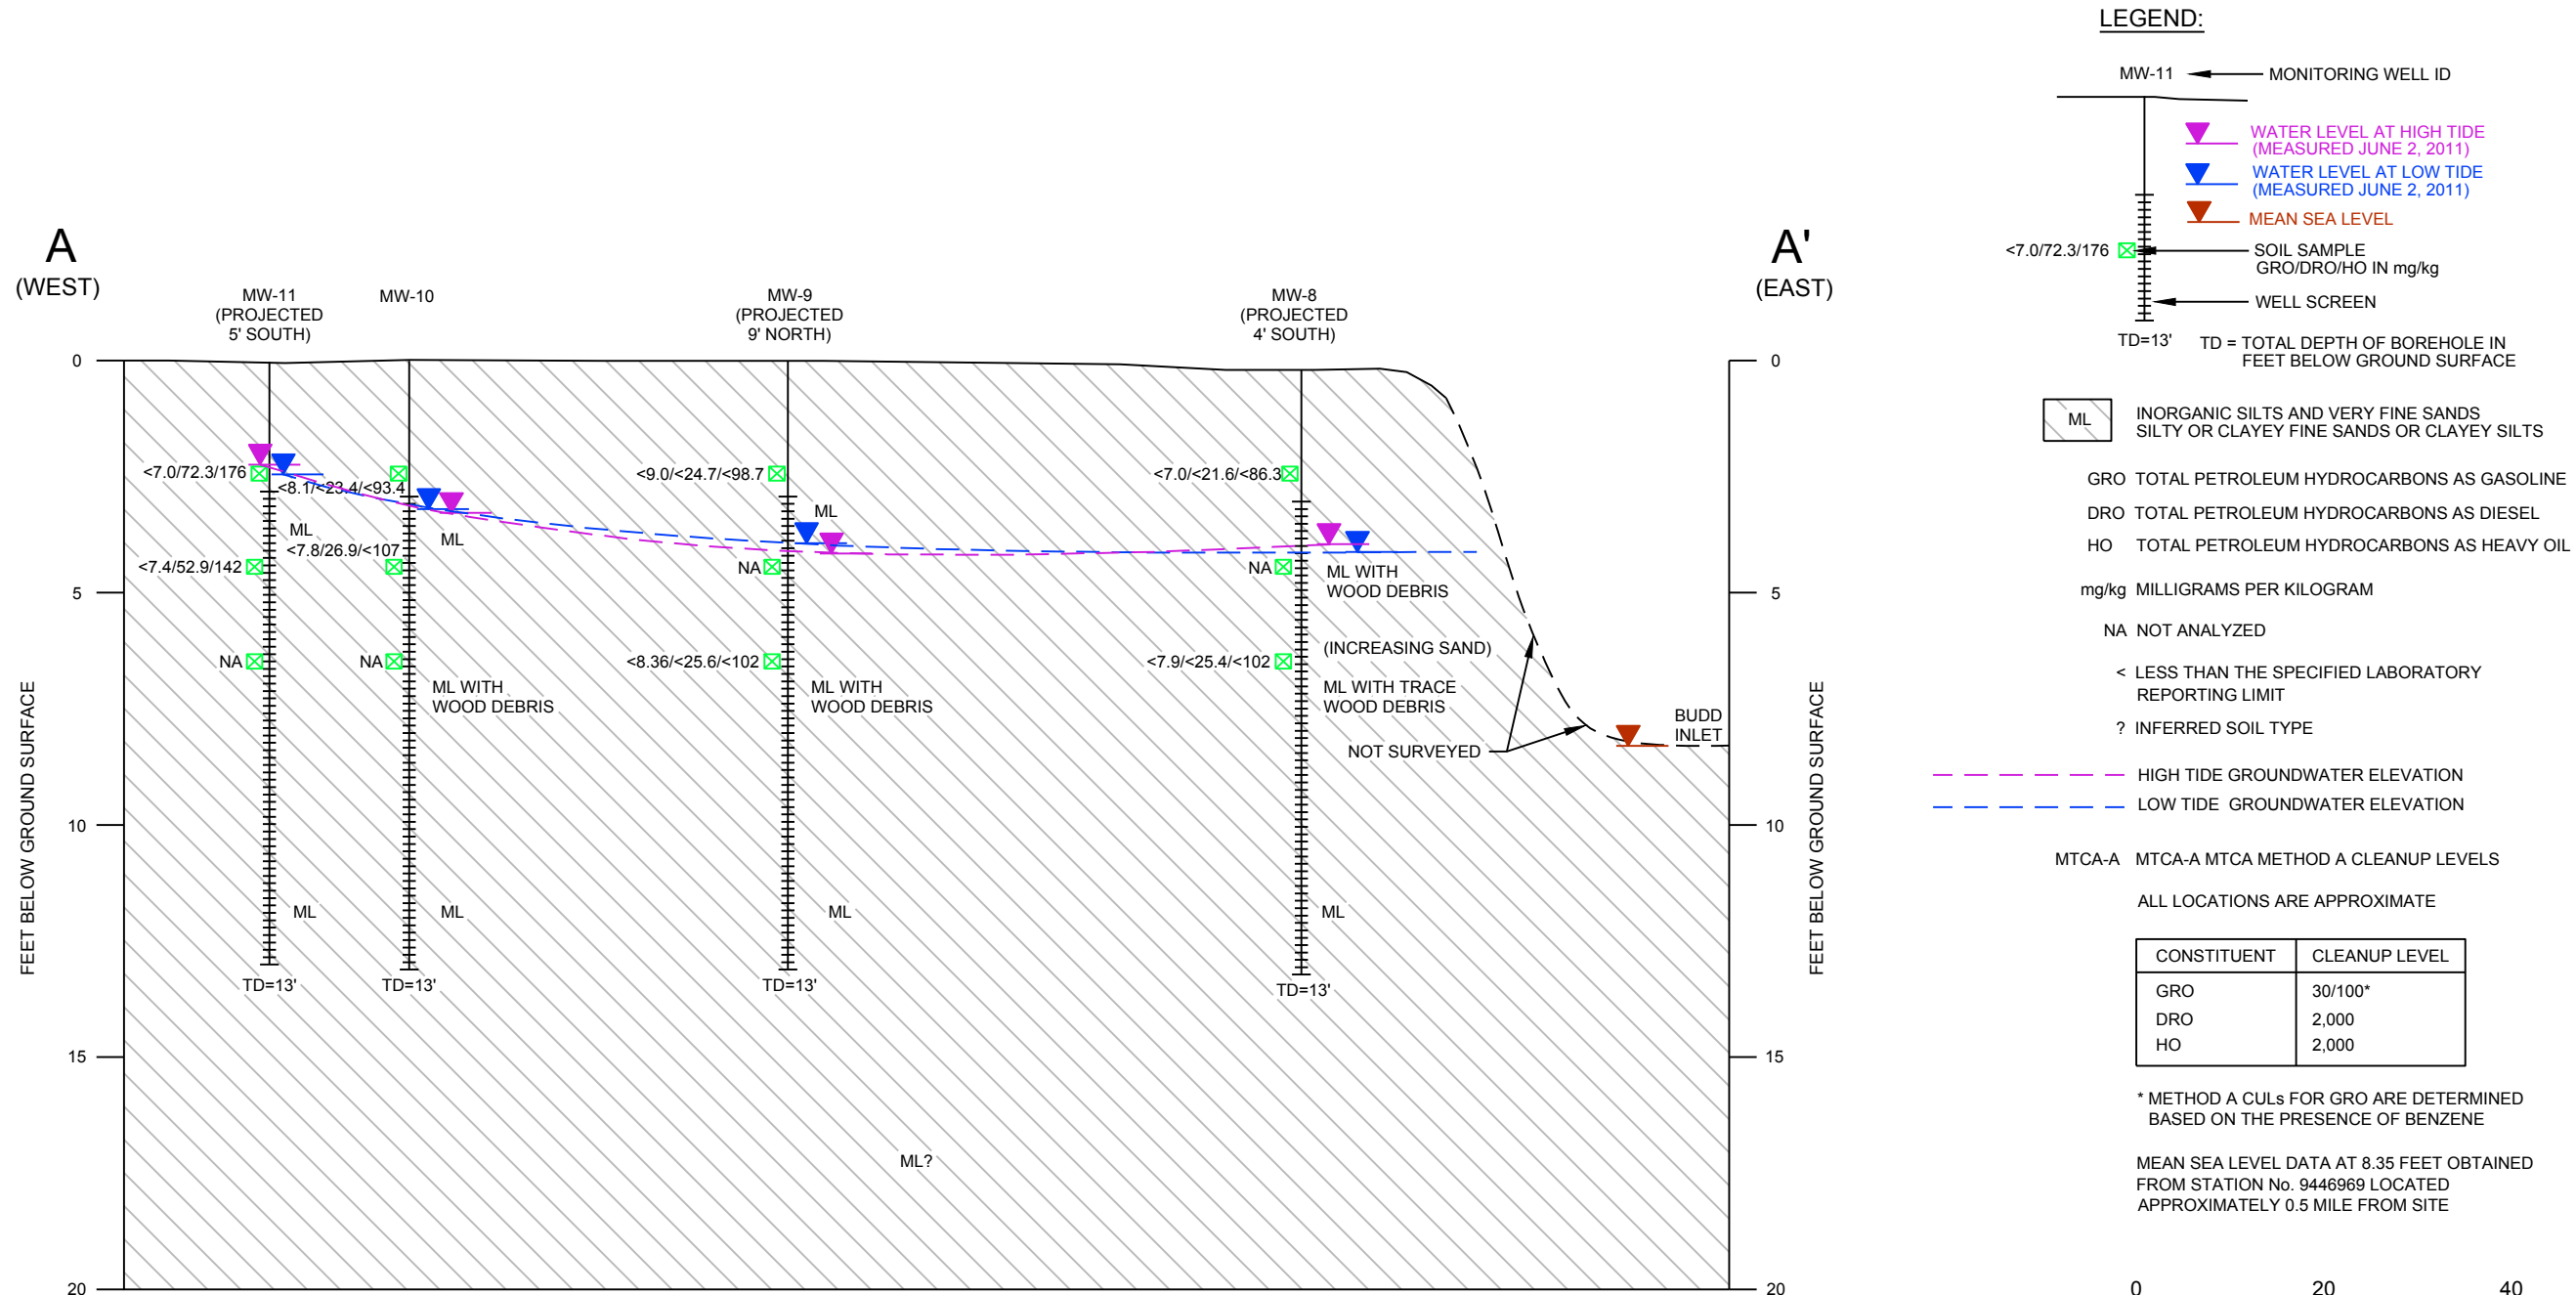 A
(WEST)
A'
(EAST)
MW-11
(PROJECTED
5' SOUTH)
MW-10
MW-9
(PROJECTED
9' NORTH)
MW-8
(PROJECTED
4' SOUTH)
0
5
10
15
20
FEET BELOW GROUND SURFACE
<7.0/72.3/176
<7.4/52.9/142
NA
ML
ML
TD=13'
<8.1/<23.4/<93.4
<7.8/26.9/<107
NA
ML
ML WITH
WOOD DEBRIS
ML
TD=13'
<9.0/<24.7/<98.7
NA
<8.36/<25.6/<102
ML
ML WITH
WOOD DEBRIS
ML
TD=13'
<7.0/<21.6/<86.3
NA
<7.9/<25.4/<102
ML WITH
WOOD DEBRIS
(INCREASING SAND)
ML WITH TRACE
WOOD DEBRIS
ML
TD=13'
NOT SURVEYED
BUDD
INLET
ML?
0
5
10
15
20
FEET BELOW GROUND SURFACE
LEGEND:
MW-11
MONITORING WELL ID
WATER LEVEL AT HIGH TIDE
(MEASURED JUNE 2, 2011)
WATER LEVEL AT LOW TIDE
(MEASURED JUNE 2, 2011)
MEAN SEA LEVEL
<7.0/72.3/176
SOIL SAMPLE
GRO/DRO/HO IN mg/kg
WELL SCREEN
TD=13'
TD = TOTAL DEPTH OF BOREHOLE IN
FEET BELOW GROUND SURFACE
ML
INORGANIC SILTS AND VERY FINE SANDS
SILTY OR CLAYEY FINE SANDS OR CLAYEY SILTS
GRO TOTAL PETROLEUM HYDROCARBONS AS GASOLINE
DRO TOTAL PETROLEUM HYDROCARBONS AS DIESEL
HO TOTAL PETROLEUM HYDROCARBONS AS HEAVY OIL
mg/kg MILLIGRAMS PER KILOGRAM
NA NOT ANALYZED
< LESS THAN THE SPECIFIED LABORATORY
REPORTING LIMIT
? INFERRED SOIL TYPE
HIGH TIDE GROUNDWATER ELEVATION
LOW TIDE GROUNDWATER ELEVATION
MTCA-A MTCA-A MTCA METHOD A CLEANUP LEVELS
ALL LOCATIONS ARE APPROXIMATE
CONSTITUENT CLEANUP LEVEL
GRO 30/100*
DRO 2,000
HO 2,000
* METHOD A CULs FOR GRO ARE DETERMINED
BASED ON THE PRESENCE OF BENZENE
MEAN SEA LEVEL DATA AT 8.35 FEET OBTAINED
FROM STATION No. 9446969 LOCATED
APPROXIMATELY 0.5 MILE FROM SITE
0 20 40